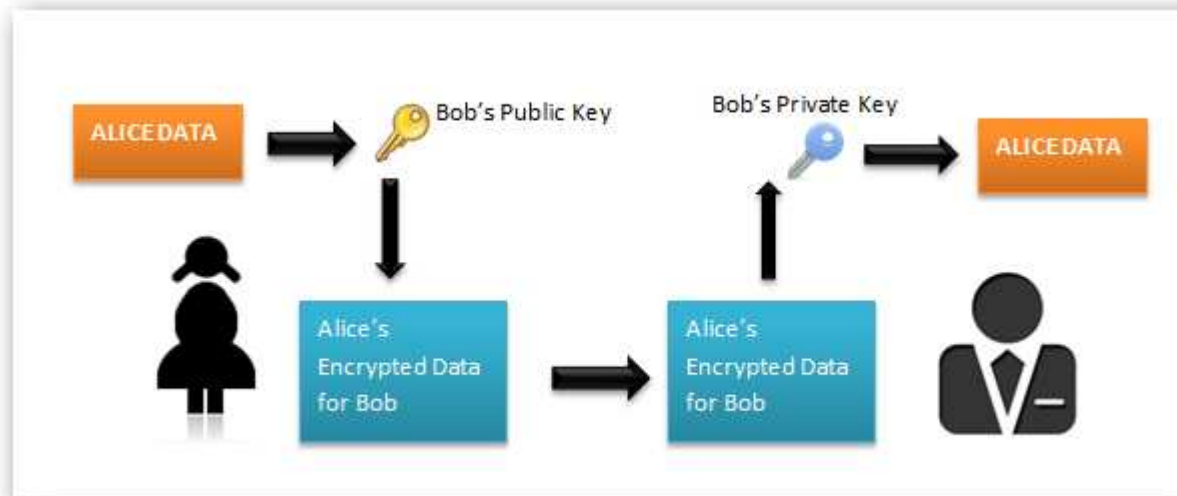 ALICEDATA
Bob’s Public Key
Bob’s Private Key
ALICEDATA
Alice’s
Encrypted Data
for Bob
Alice’s
Encrypted Data
for Bob